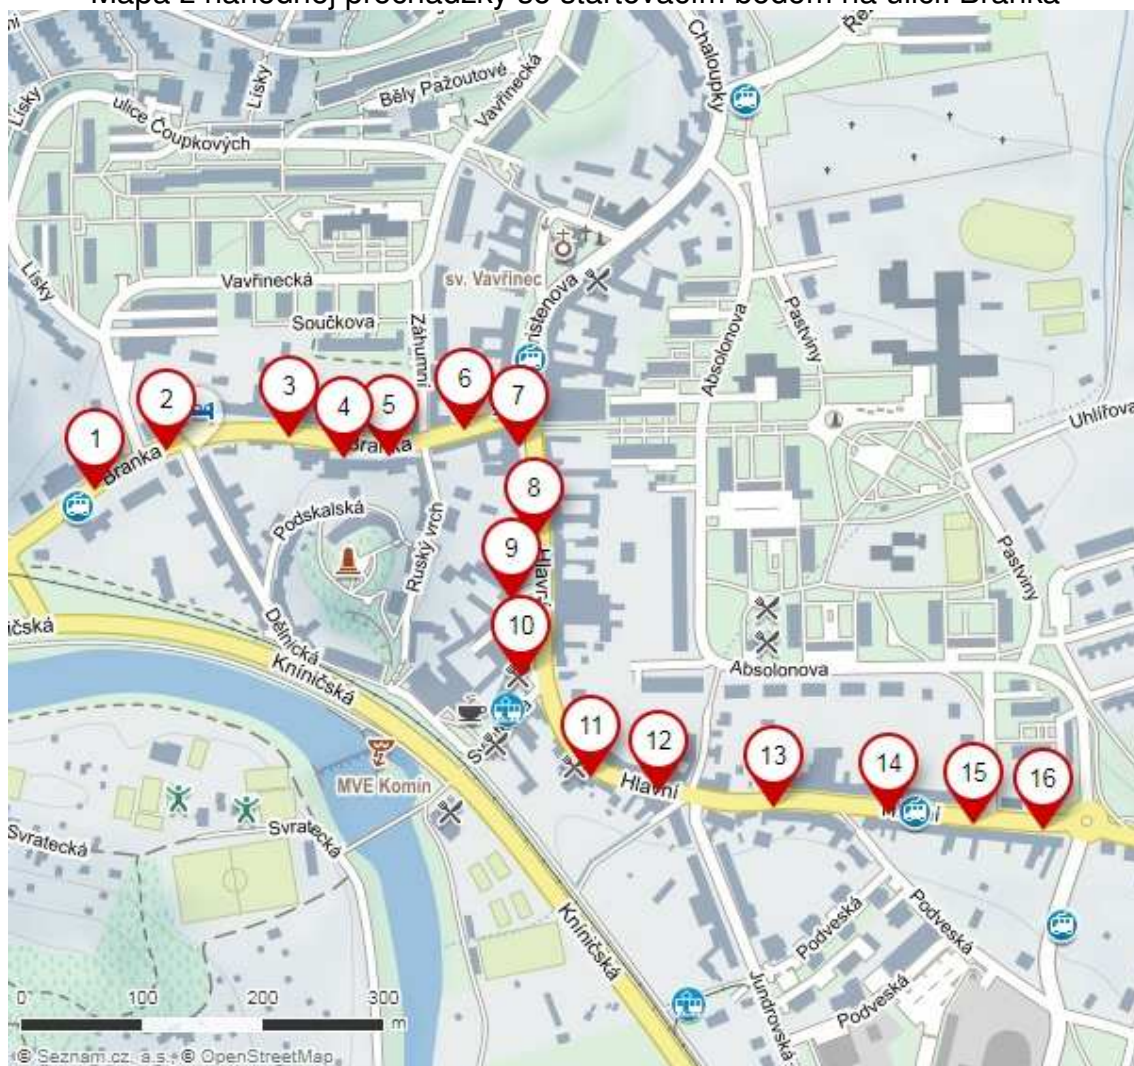 Mapa z náhodnej prechádzky so štartovacím bodom na ulici: Branka
Chaloupky
Lísky
Lísky
Běly Pažoutové
Vavřinecká
ulice Čoupkových
Lísky
Vavřinecká
sv. Vavřinec
Součkova
Záhumní
Absolonova
Pastviny
Uhlířova
1
2
3
4
5
6
7
Branka
Branka
8
Podskalská
Ruský vrch
9
Hlavní
Pastviny
10
Dělnická
Kníničská
Absolonova
11
12
13
14
15
16
Hlavní
MVE Komín
Svratecká
Svratecká
Kníničská
Podveská
Podveská
Podveská
Jundrovská
0 100 200 300
m
© Seznam.cz, a.s., © OpenStreetMap